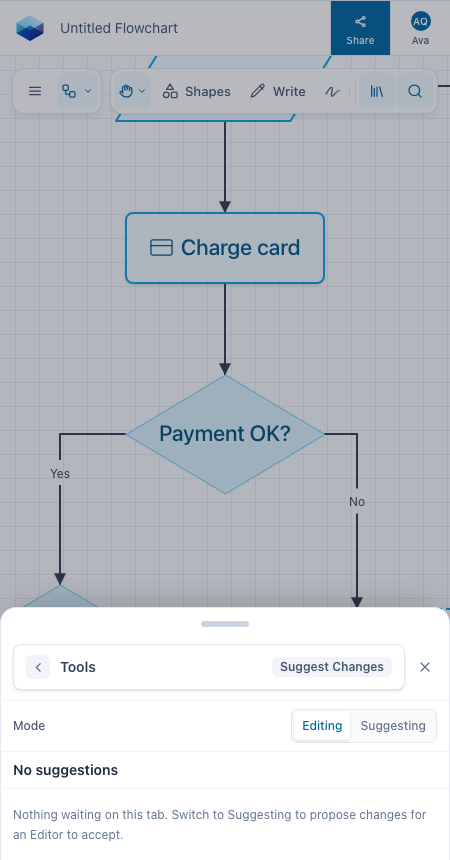 Untitled Flowchart
Share
AQ
Ava
Shapes
Write
Charge card
Payment OK?
Yes
No
Tools
Suggest Changes
Mode
Editing
Suggesting
No suggestions
Nothing waiting on this tab. Switch to Suggesting to propose changes for
an Editor to accept.